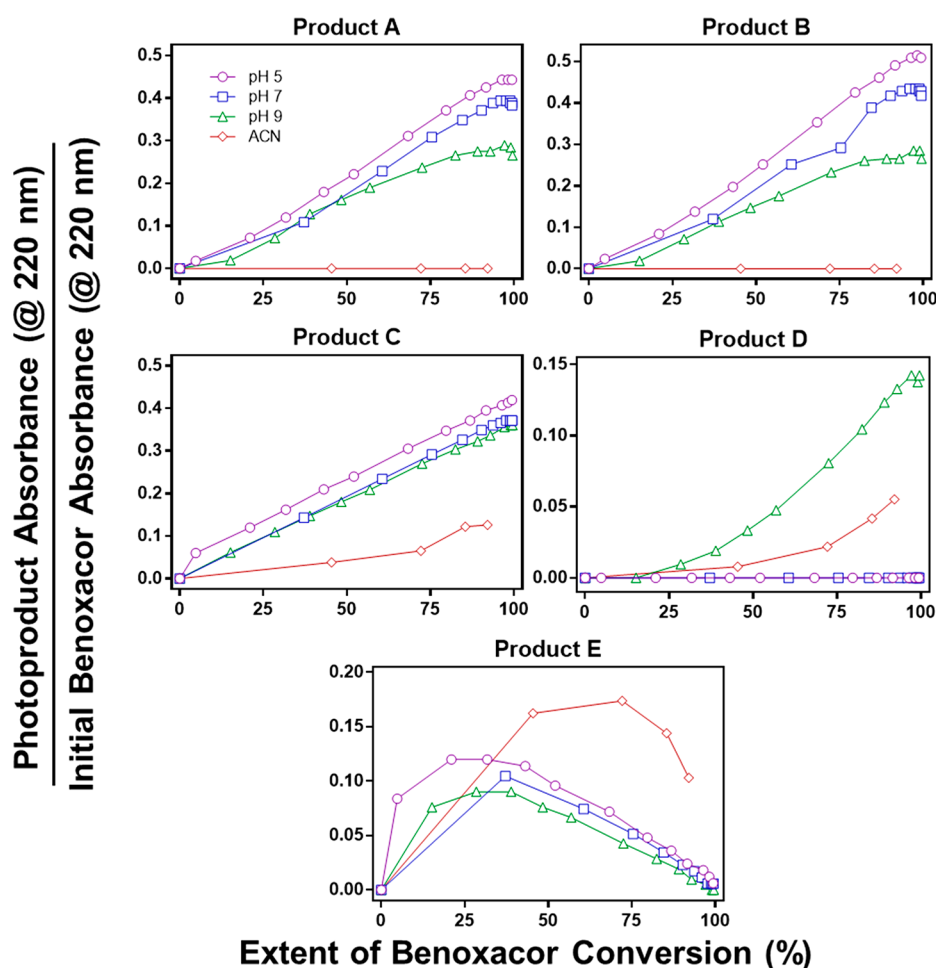 Product A
0.5
0.4
0.3
0.2
0.1
0.0
0 25 50 75 100
pH 5
pH 7
pH 9
ACN
Product B
0.5
0.4
0.3
0.2
0.1
0.0
0 25 50 75 100
Product C
0.5
0.4
0.3
0.2
0.1
0.0
0 25 50 75 100
Product D
0.15
0.10
0.05
0.00
0 25 50 75 100
Product E
0.20
0.15
0.10
0.05
0.00
0 25 50 75 100
Photoproduct Absorbance (@ 220 nm)
Initial Benoxacor Absorbance (@ 220 nm)
Extent of Benoxacor Conversion (%)